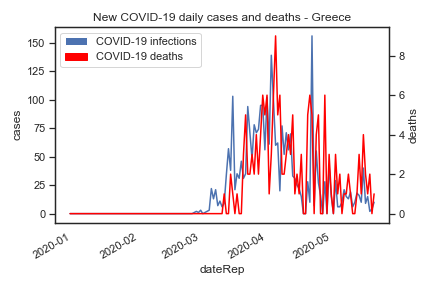 New COVID-19 daily cases and deaths - Greece
COVID-19 infections
COVID-19 deaths
150
125
100
75
50
25
0
cases
8
6
4
2
0
deaths
2020-01
2020-02
2020-03
2020-04
2020-05
dateRep